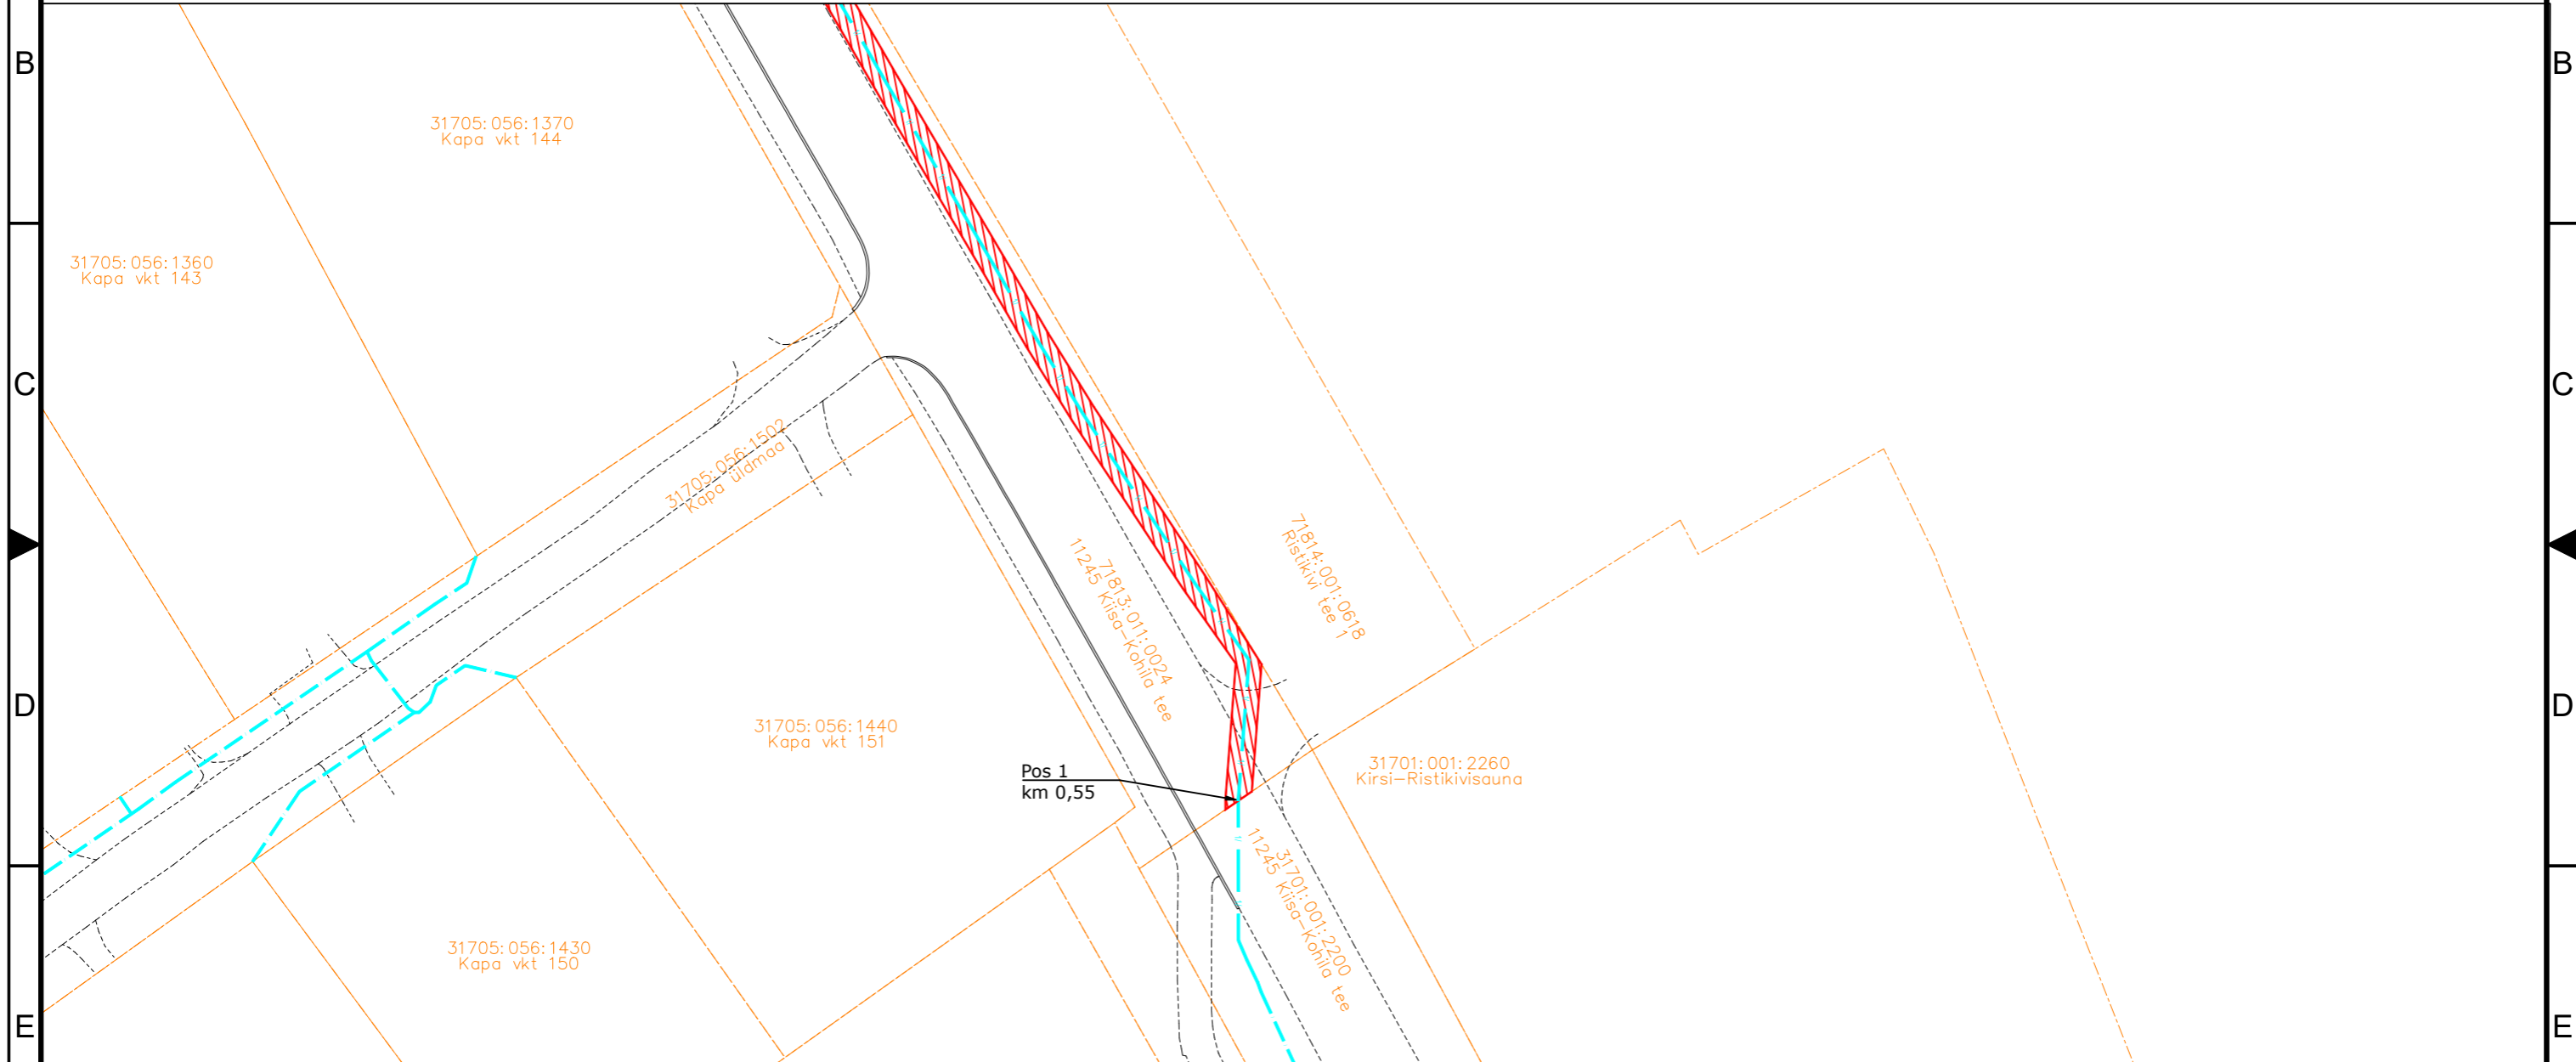 B
B
31705:056:1370
Kapa vkt 144
31705:056:1360
Kapa vkt 143
C
C
31705:056:1502
Kapa üldmaa
71814:001:0618
Ristikivi tee 1
71813:011:0024
11245 Kiisa-Kohila tee
D
D
31705:056:1440
Kapa vkt 151
Pos 1
km 0,55
31701:001:2260
Kirsi-Ristikivisauna
31701:001:2200
11245 Kiisa-Kohila tee
31705:056:1430
Kapa vkt 150
E
E